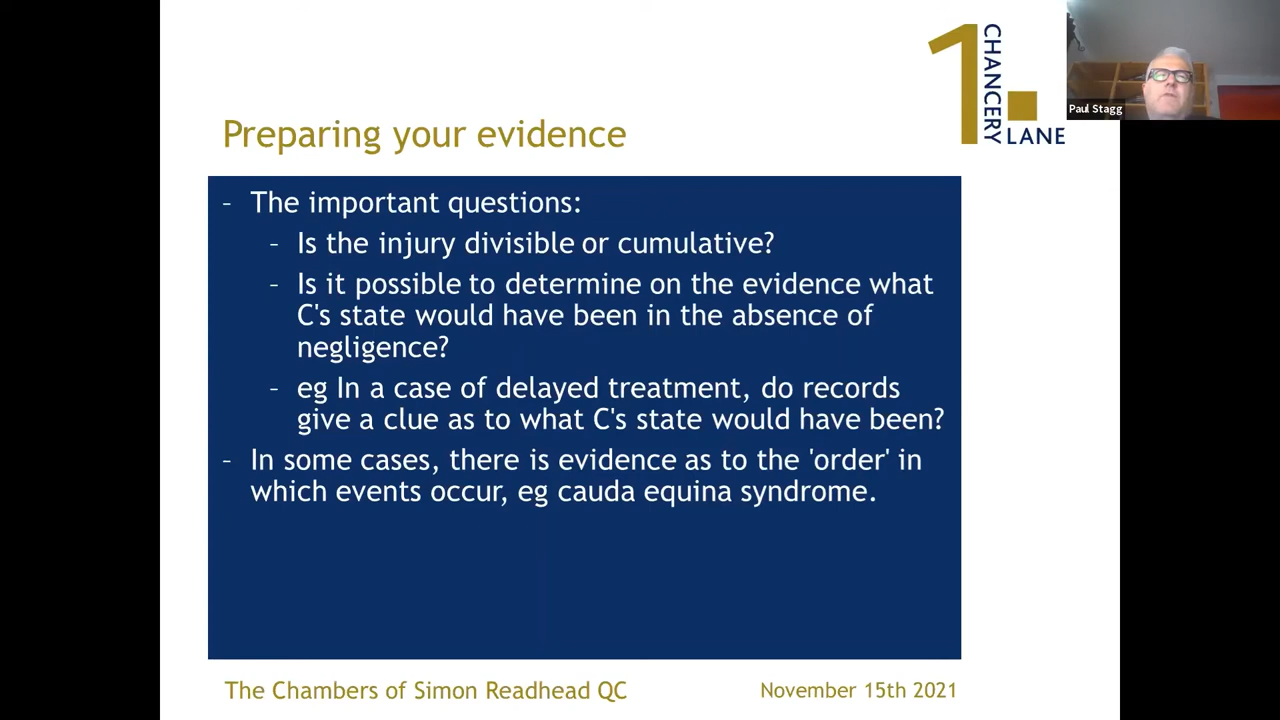 1 CHANCERY LANE
Paul Stagg
Preparing your evidence
- The important questions:
- Is the injury divisible or cumulative?
- Is it possible to determine on the evidence what
C's state would have been in the absence of
negligence?
- eg In a case of delayed treatment, do records
give a clue as to what C's state would have been?
- In some cases, there is evidence as to the 'order' in
which events occur, eg cauda equina syndrome.
The Chambers of Simon Readhead QC
November 15th 2021